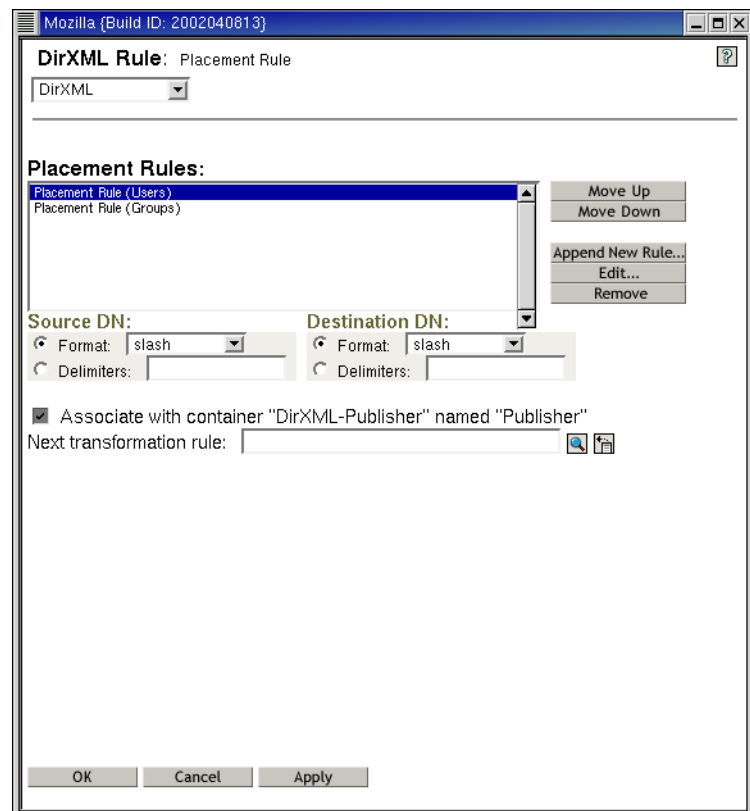 Mozilla {Build ID: 2002040813}
DirXML Rule: Placement Rule
?
DirXML
Placement Rules:
Placement Rule (Users)
Placement Rule (Groups)
Move Up
Move Down
Append New Rule...
Edit...
Remove
Source DN:
Destination DN:
Format: slash
Format: slash
Delimiters:
Delimiters:
Associate with container "DirXML-Publisher" named "Publisher"
Next transformation rule:
OK Cancel Apply